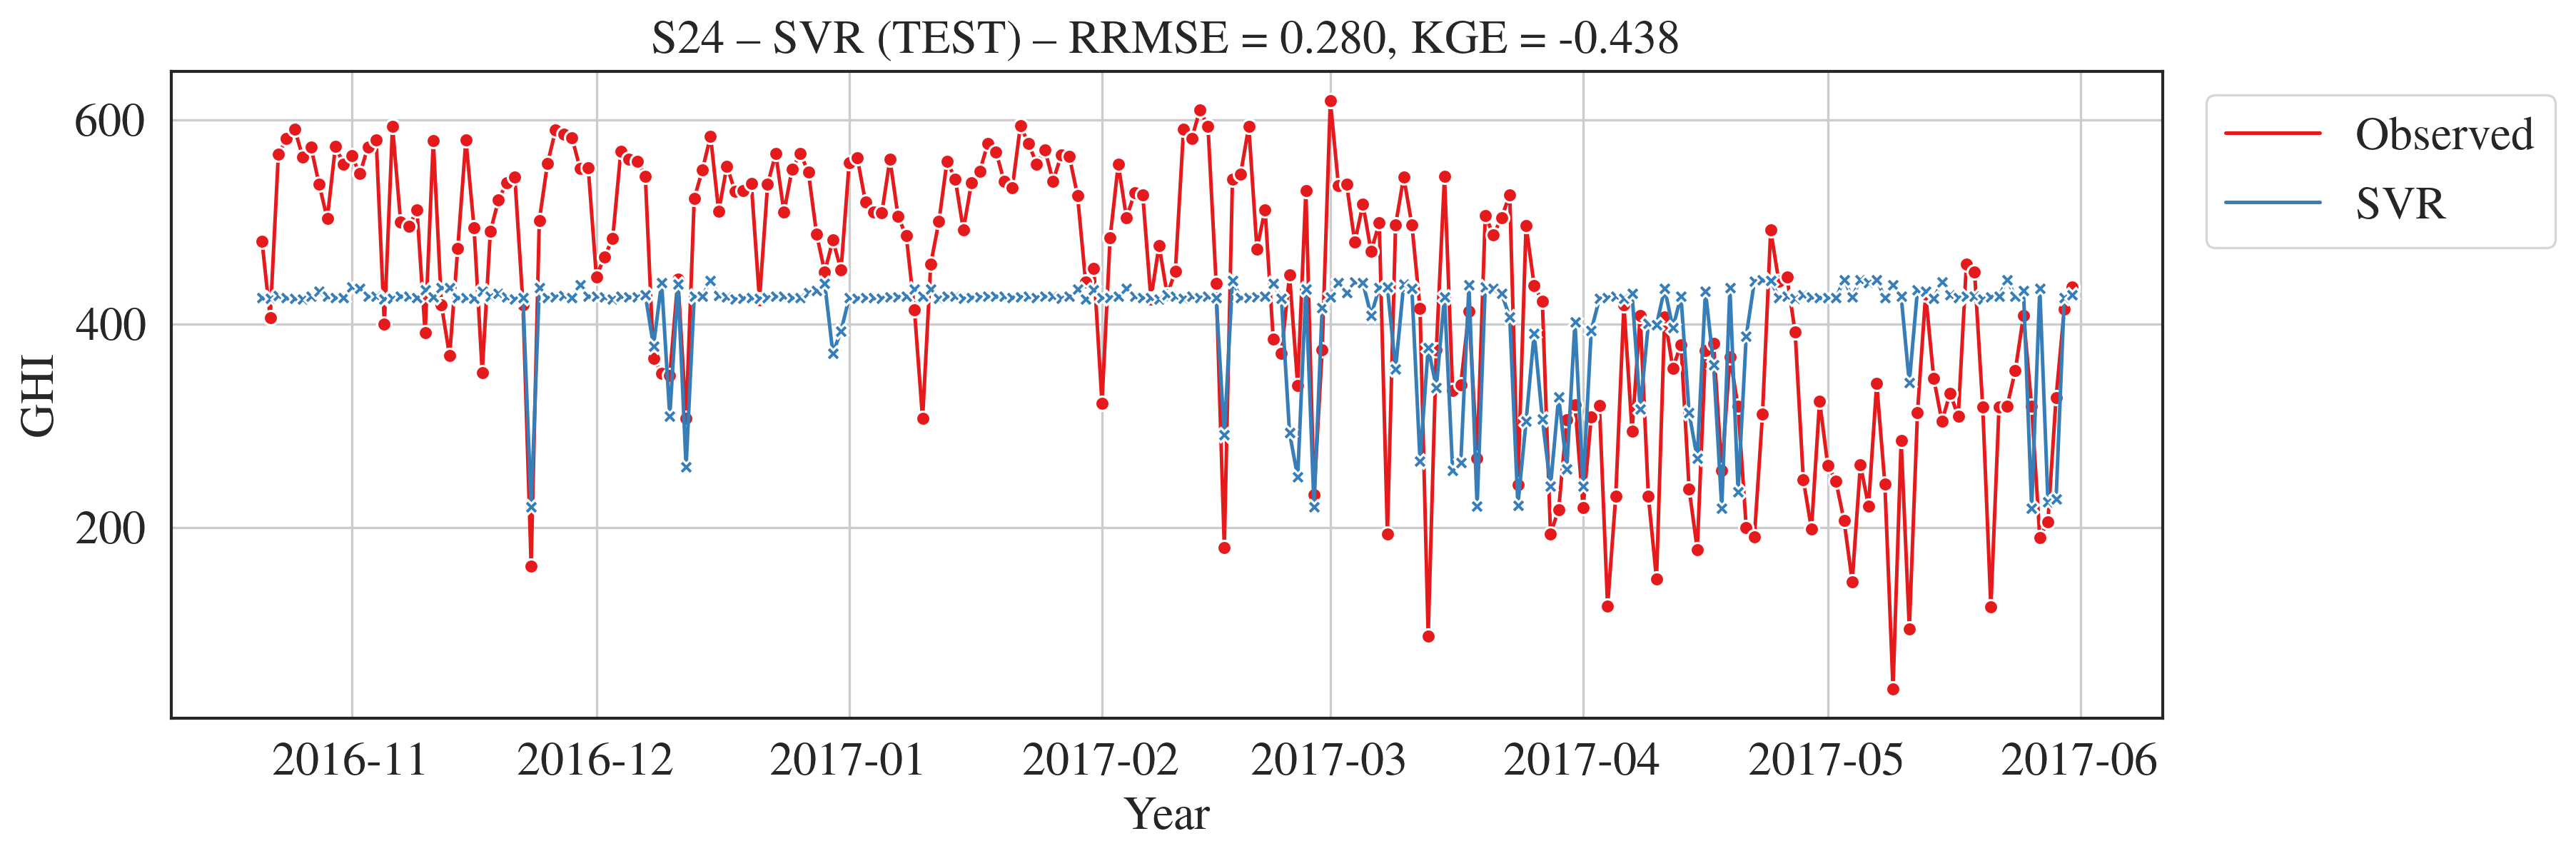 S24 – SVR (TEST) – RRMSE = 0.280, KGE = -0.438
Observed
SVR
600
400
200
GHI
2016-11 2016-12 2017-01 2017-02 2017-03 2017-04 2017-05 2017-06
Year